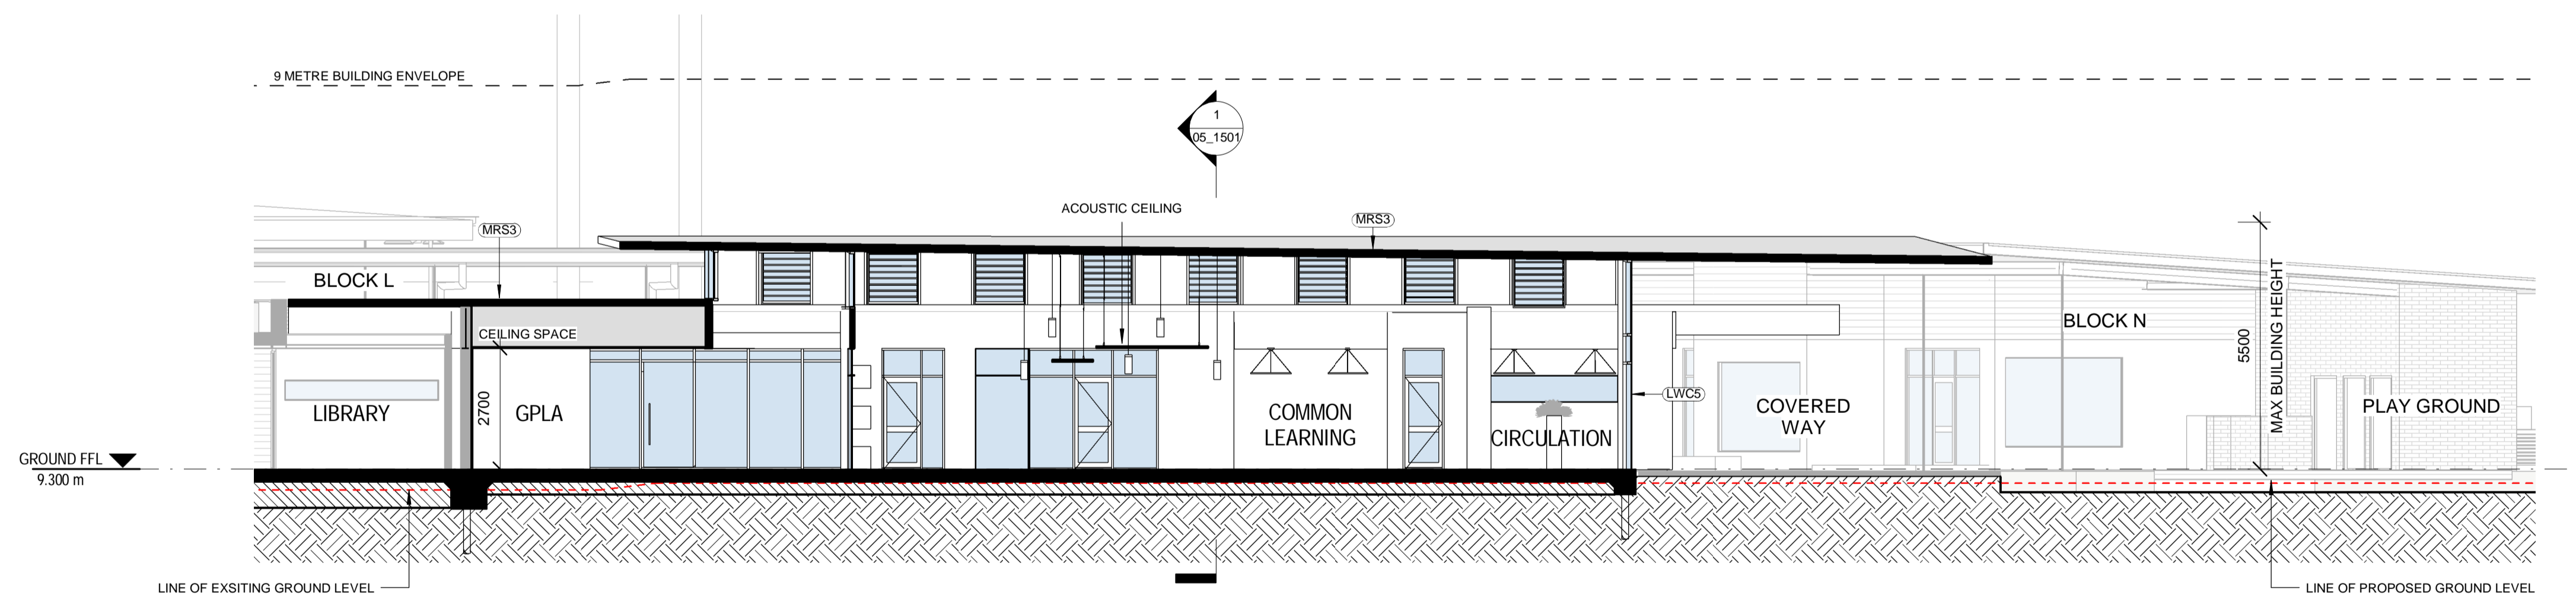 9 METRE BUILDING ENVELOPE
1
05_1501
ACOUSTIC CEILING
MRS3
MRS3
BLOCK L
CEILING SPACE
BLOCK N
5500
MAX BUILDING HEIGHT
LWC5
2700
LIBRARY
GPLA
COMMON
LEARNING
CIRCULATION
COVERED
WAY
PLAY GROUND
GROUND FFL
9.300 m
LINE OF EXSITING GROUND LEVEL
LINE OF PROPOSED GROUND LEVEL